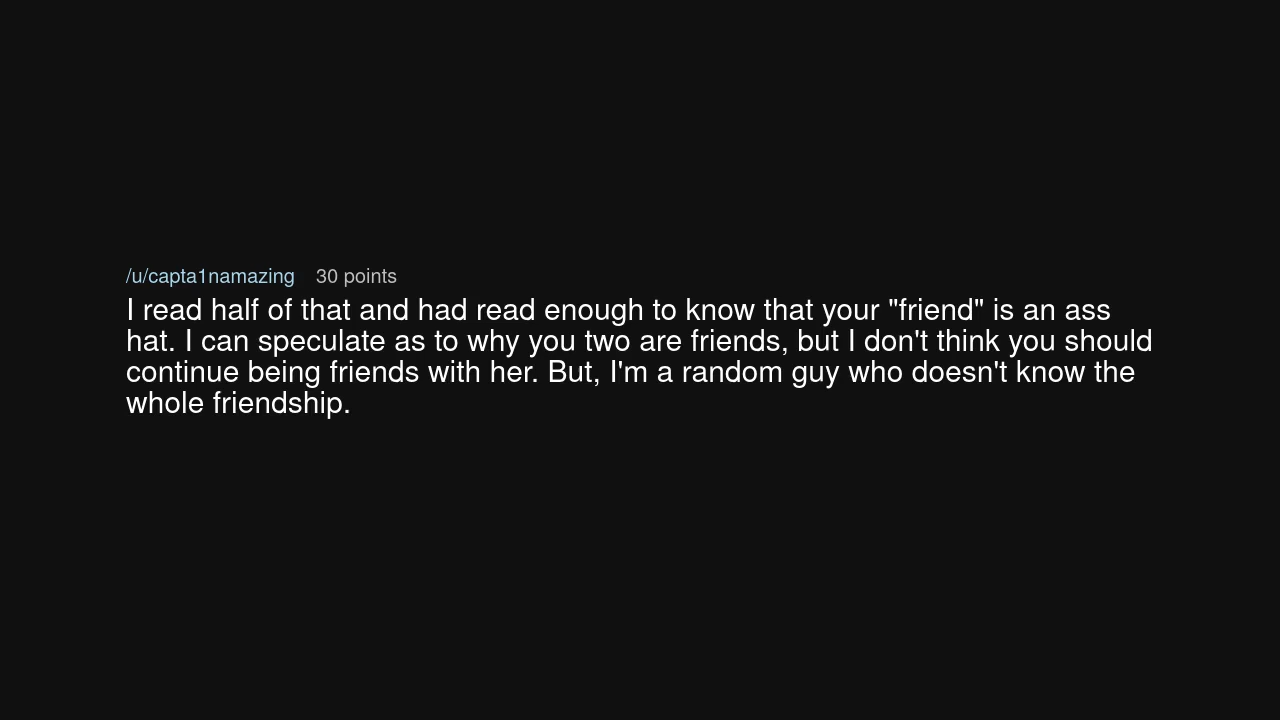 /u/capta1namazing 30 points
I read half of that and had read enough to know that your "friend" is an ass
hat. I can speculate as to why you two are friends, but I don't think you should
continue being friends with her. But, I'm a random guy who doesn't know the
whole friendship.